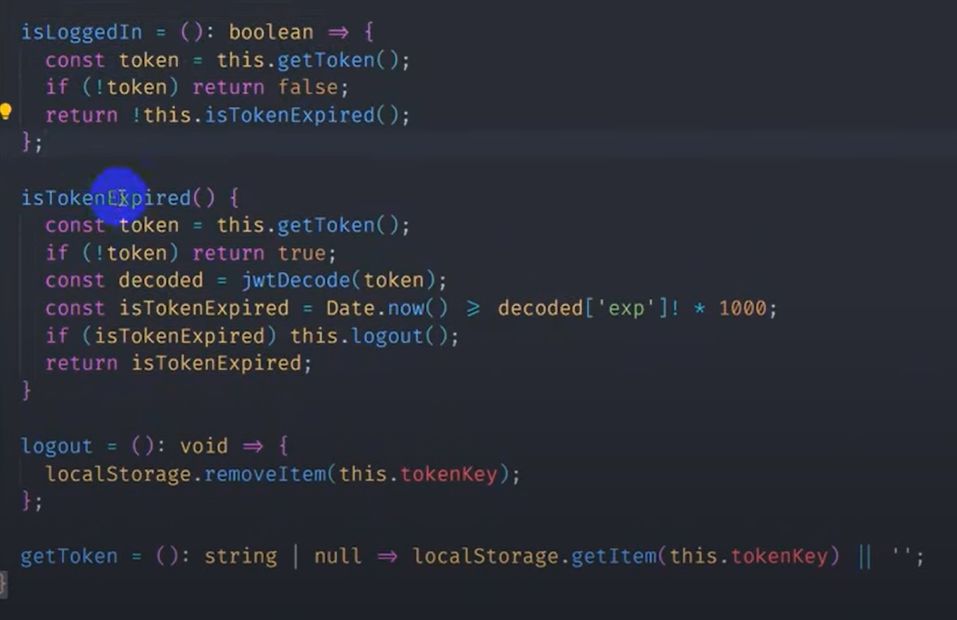 isLoggedIn = (): boolean => {
const token = this.getToken();
if (!token) return false;
return !this.isTokenExpired();
};
isTokenExpired() {
const token = this.getToken();
if (!token) return true;
const decoded = jwtDecode(token);
const isTokenExpired = Date.now() >= decoded['exp']! * 1000;
if (isTokenExpired) this.logout();
return isTokenExpired;
}
logout = (): void => {
localStorage.removeItem(this.tokenKey);
};
getToken = (): string | null => localStorage.getItem(this.tokenKey) || '';
}